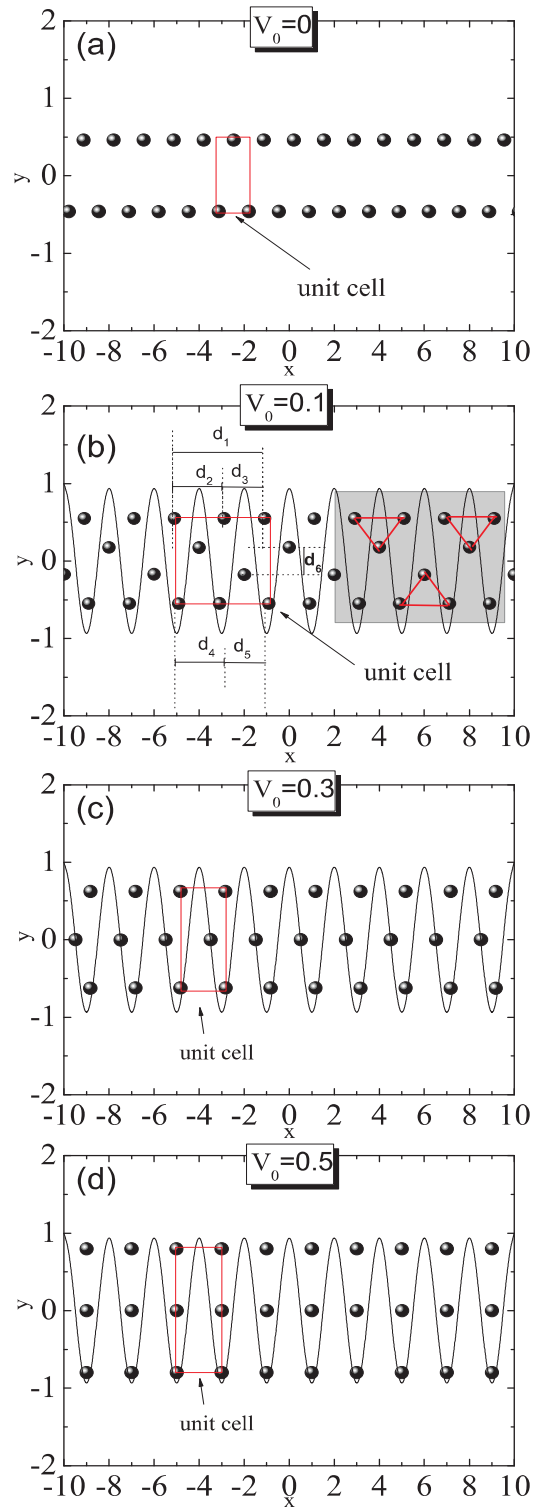 V₀=0
(a)
2
1
0
-1
-2
y
unit cell
-10 -8 -6 -4 -2 0 2 4 6 8 10
x
V₀=0.1
(b)
2
1
0
-1
-2
y
d₁
d₂ d₃
d₆
d₄ d₅
unit cell
-10 -8 -6 -4 -2 0 2 4 6 8 10
x
V₀=0.3
(c)
2
1
0
-1
-2
y
unit cell
-10 -8 -6 -4 -2 0 2 4 6 8 10
x
V₀=0.5
(d)
2
1
0
-1
-2
y
unit cell
-10 -8 -6 -4 -2 0 2 4 6 8 10
x